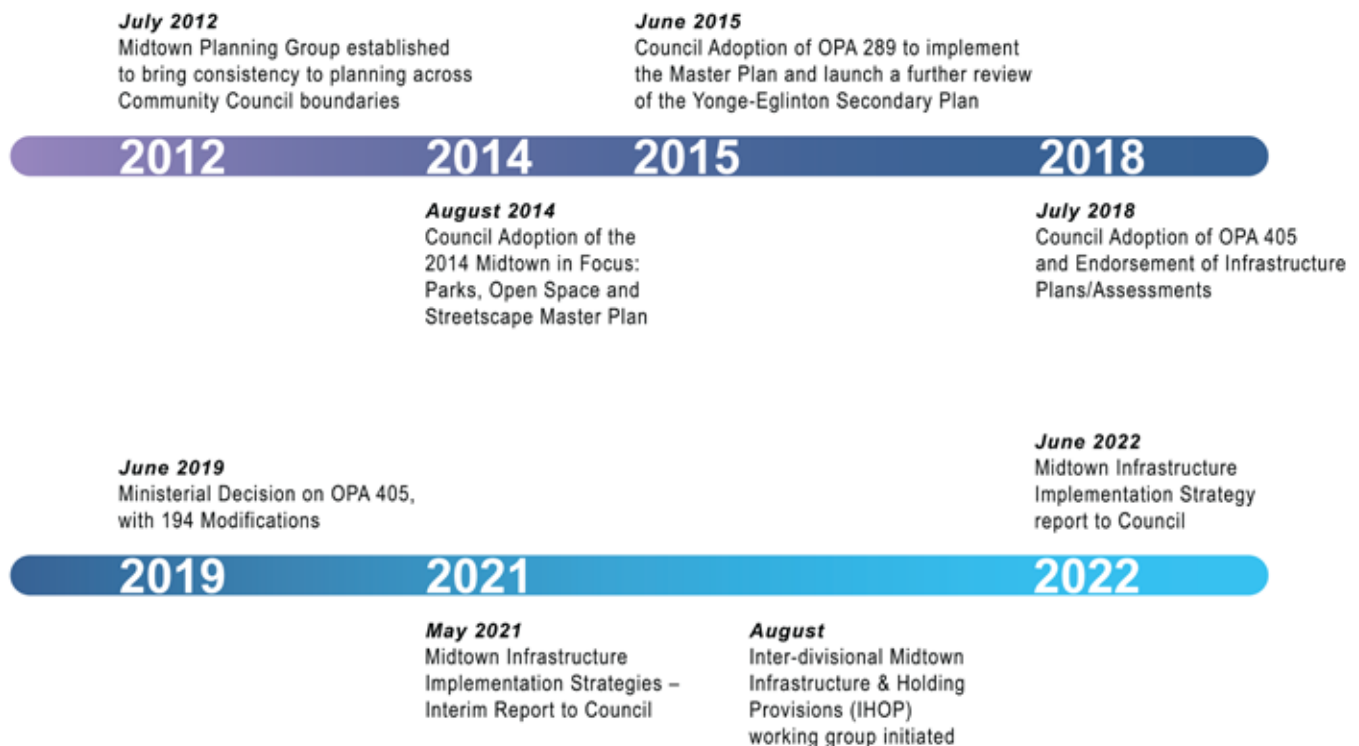 July 2012
Midtown Planning Group established
to bring consistency to planning across
Community Council boundaries
June 2015
Council Adoption of OPA 289 to implement
the Master Plan and launch a further review
of the Yonge-Eglinton Secondary Plan
2012
2014
2015
2018
August 2014
Council Adoption of the
2014 Midtown in Focus:
Parks, Open Space and
Streetscape Master Plan
July 2018
Council Adoption of OPA 405
and Endorsement of Infrastructure
Plans/Assessments
June 2019
Ministerial Decision on OPA 405,
with 194 Modifications
June 2022
Midtown Infrastructure
Implementation Strategy
report to Council
2019
2021
2022
May 2021
Midtown Infrastructure
Implementation Strategies –
Interim Report to Council
August
Inter-divisional Midtown
Infrastructure & Holding
Provisions (IHOP)
working group initiated